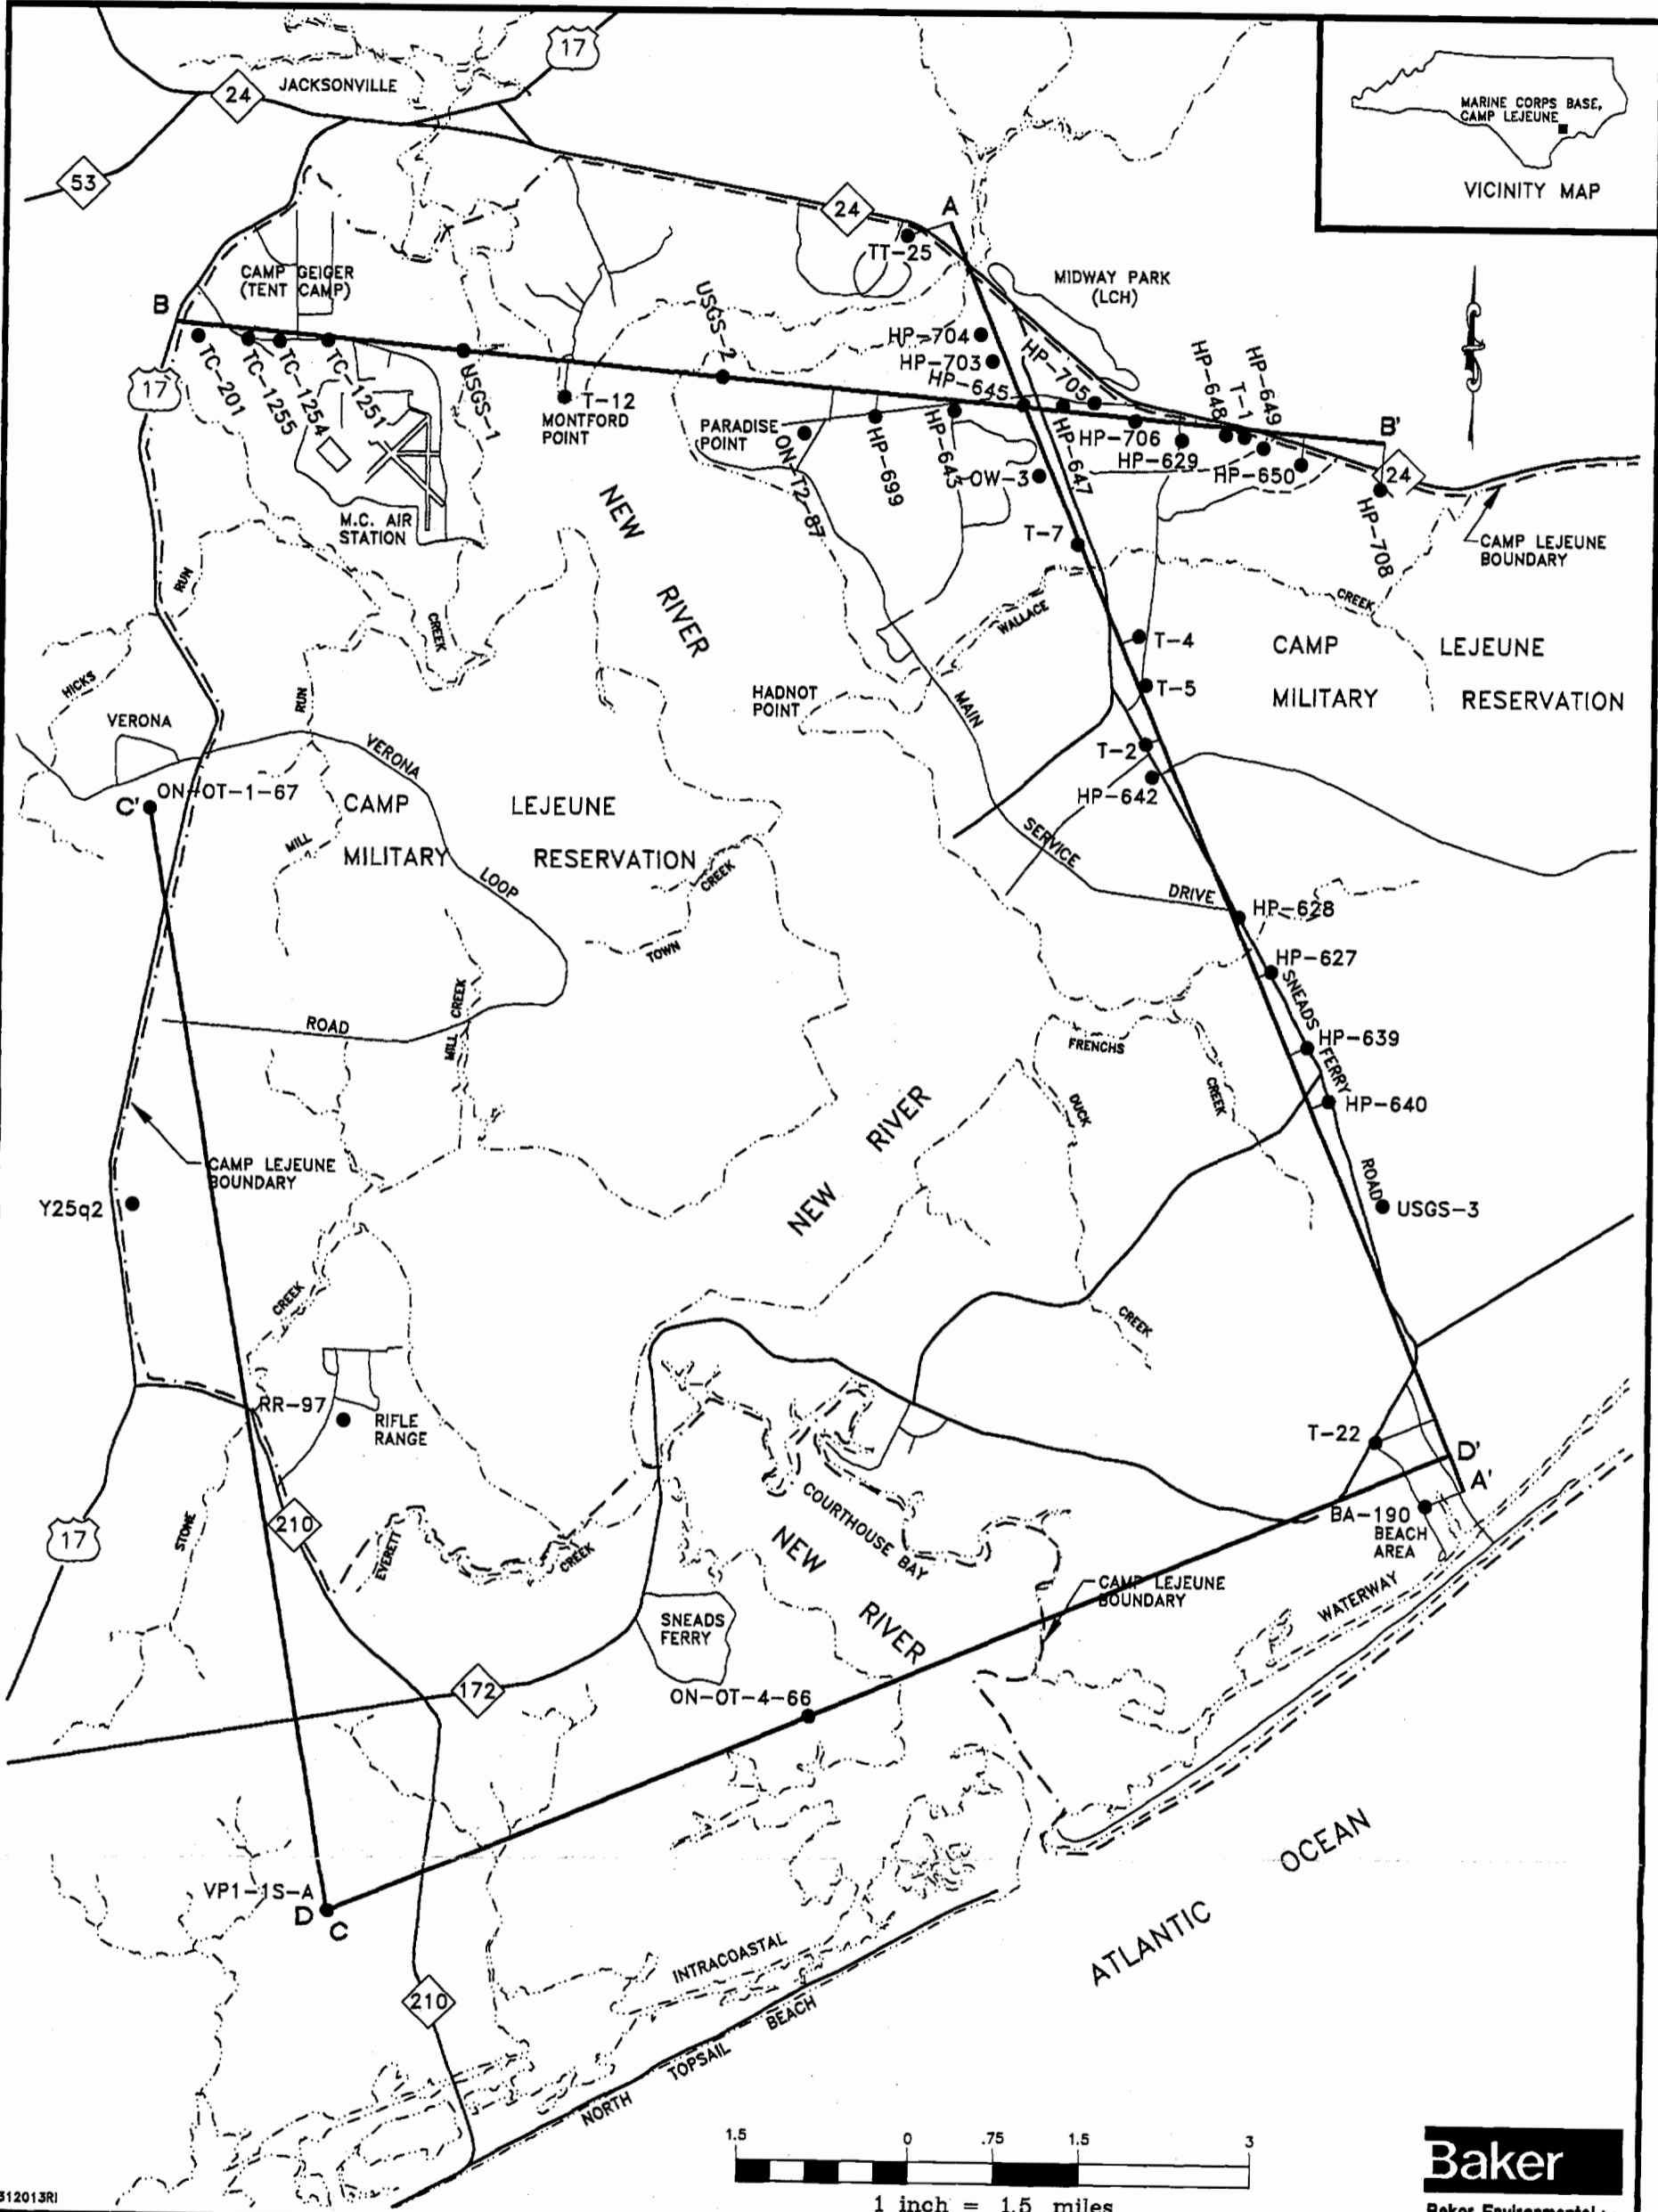 17
24
JACKSONVILLE
MARINE CORPS BASE,
CAMP LEJEUNE
VICINITY MAP
53
24
A
TT-25
CAMP GEIGER
(TENT CAMP)
MIDWAY PARK
(LCH)
B
USGS-2
HP-704
HP-703
HP-645
HP-705
HP-648
T-1
HP-649
17
TC-201
TC-1255
TC-1254
TC-1251
USGS-1
T-12
MONTFORD
POINT
PARADISE
POINT
ON-T2-87
HP-699
HP-643
HP-647
HP-706
HP-629
HP-650
B'
24
OW-3
HP-708
M.C. AIR
STATION
NEW
RIVER
T-7
CAMP LEJEUNE
BOUNDARY
RUN
CREEK
WALLACE
CREEK
T-4
CAMP LEJEUNE
MILITARY RESERVATION
HICKS
RUN
HADNOT
POINT
MAIN
T-5
VERONA
VERONA
T-2
ON-OT-1-67
C'
CAMP LEJEUNE
MILITARY RESERVATION
HP-642
MILL
SERVICE
LOOP
CREEK
DRIVE
HP-628
TOWN
HP-627
SNEADS
MILL CREEK
ROAD
FRENCHS
HP-639
FERRY
CREEK
DUCK
HP-640
RIVER
NEW
CAMP LEJEUNE
BOUNDARY
ROAD
Y25q2
USGS-3
CREEK
CREEK
RR-97
RIFLE
RANGE
T-22
D'
A'
COURTHOUSE BAY
BA-190
BEACH
AREA
210
17
STONE
EVERETT
CREEK
NEW
RIVER
CAMP LEJEUNE
BOUNDARY
WATERWAY
SNEADS
FERRY
172
ON-OT-4-66
OCEAN
ATLANTIC
VP1-1S-A
D
C
INTRACOASTAL
210
BEACH
TOPSAIL
NORTH
1.5 0 .75 1.5 3
1 inch = 1.5 miles
Baker
Baker Environmental
312013RI